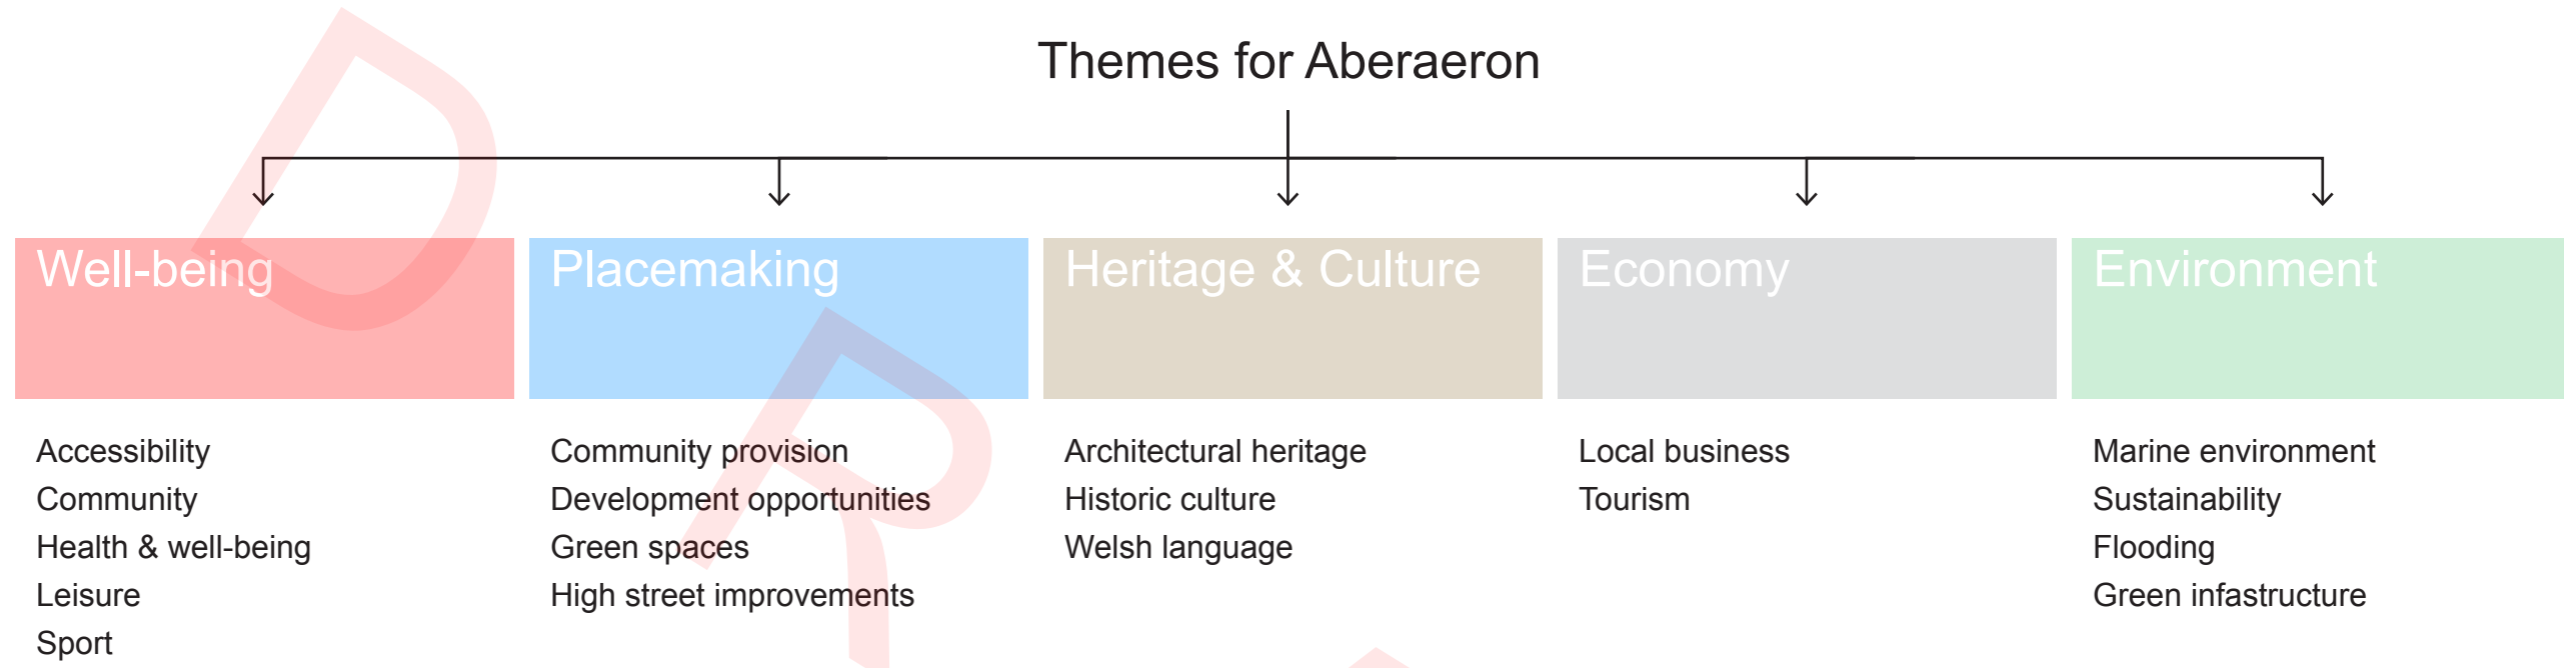 Themes for Aberaeron
Well-being
Accessibility
Community
Health & well-being
Leisure
Sport
Placemaking
Community provision
Development opportunities
Green spaces
High street improvements
Heritage & Culture
Architectural heritage
Historic culture
Welsh language
Economy
Local business
Tourism
Environment
Marine environment
Sustainability
Flooding
Green infastructure
D
R